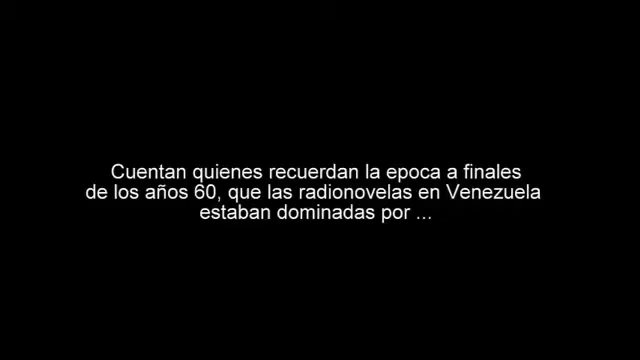 Cuentan quienes recuerdan la epoca a finales
de los años 60, que las radionovelas en Venezuela
estaban dominadas por ...